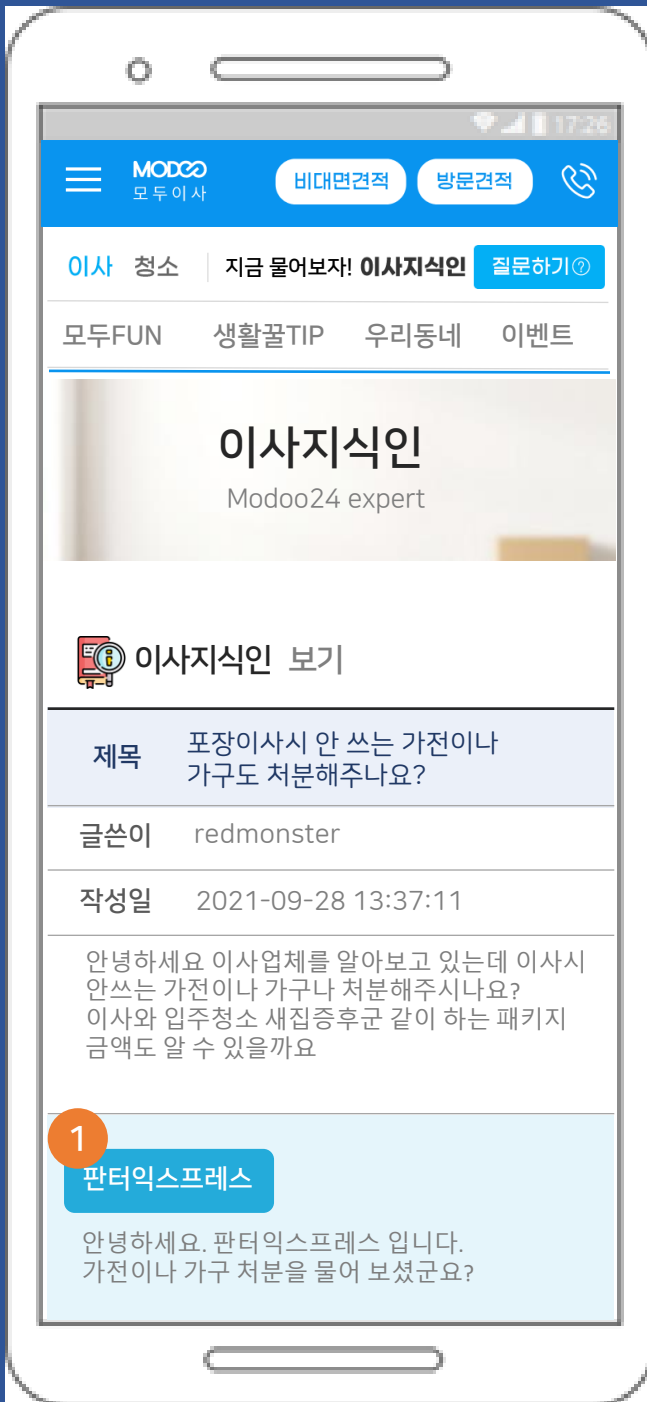 17:26
MODOO
모두이사
비대면견적
방문견적
이사 청소 지금 물어보자! 이사지식인 질문하기?
모두FUN 생활꿀TIP 우리동네 이벤트
이사지식인
Modoo24 expert
이사지식인 보기
제목 포장이사시 안 쓰는 가전이나
가구도 처분해주나요?
글쓴이 redmonster
작성일 2021-09-28 13:37:11
안녕하세요 이사업체를 알아보고 있는데 이사시
안쓰는 가전이나 가구나 처분해주시나요?
이사와 입주청소 새집증후군 같이 하는 패키지
금액도 알 수 있을까요
1
판터익스프레스
안녕하세요. 판터익스프레스 입니다.
가전이나 가구 처분을 물어 보셨군요?